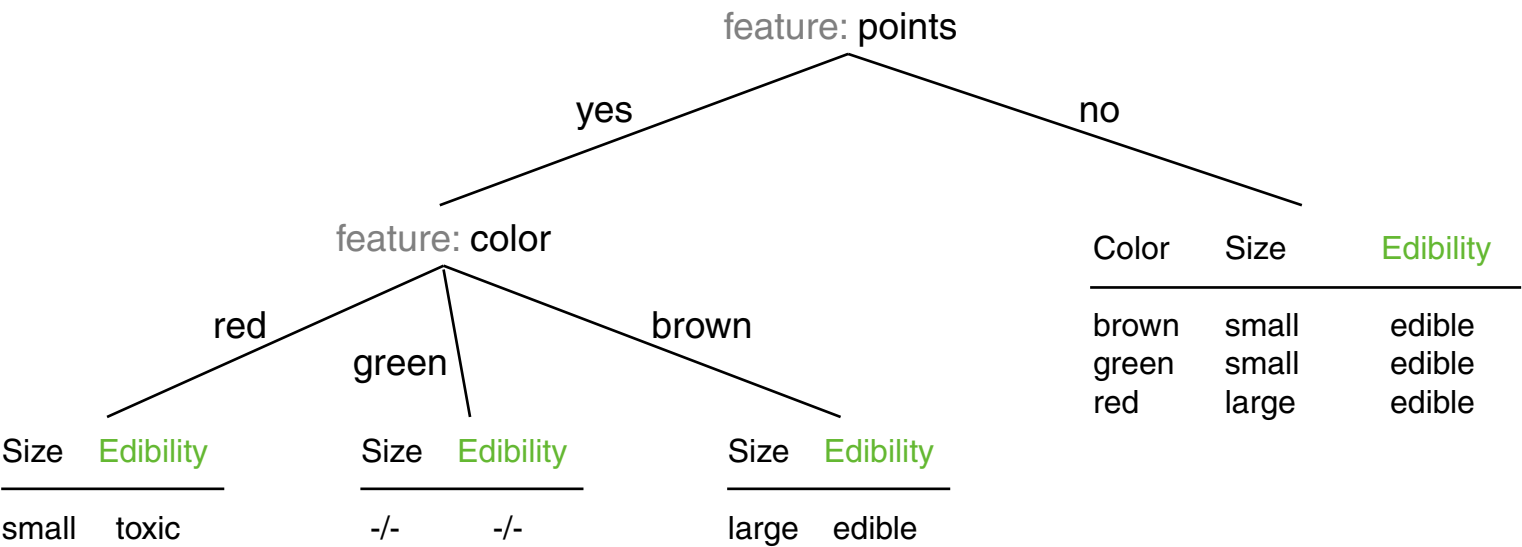 feature: points
yes
no
feature: color
red
green
brown
Color Size Edibility
brown small edible
green small edible
red large edible
Size Edibility
small toxic
Size Edibility
-/- -/-
Size Edibility
large edible